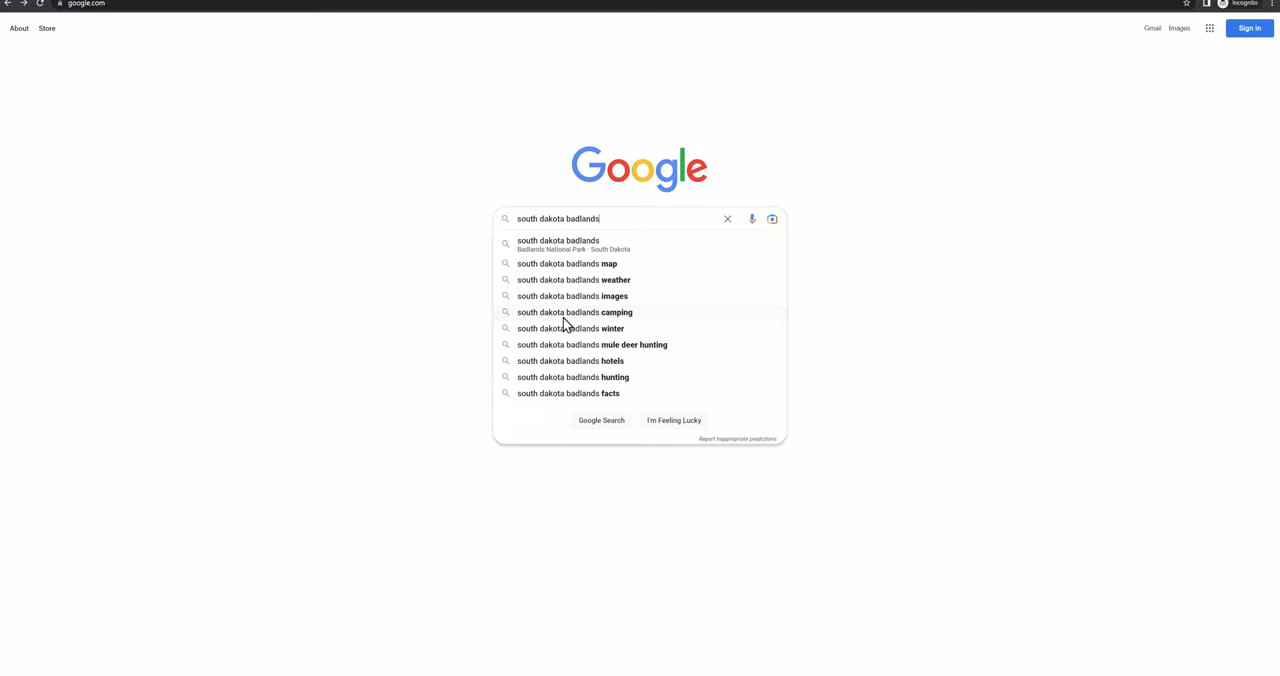 google.com
Incognito
About Store
Gmail Images
Sign in
Google
south dakota badlands
south dakota badlands
Badlands National Park · South Dakota
south dakota badlands map
south dakota badlands weather
south dakota badlands images
south dakota badlands camping
south dakota badlands winter
south dakota badlands mule deer hunting
south dakota badlands hotels
south dakota badlands hunting
south dakota badlands facts
Google Search I'm Feeling Lucky
Report inappropriate predictions